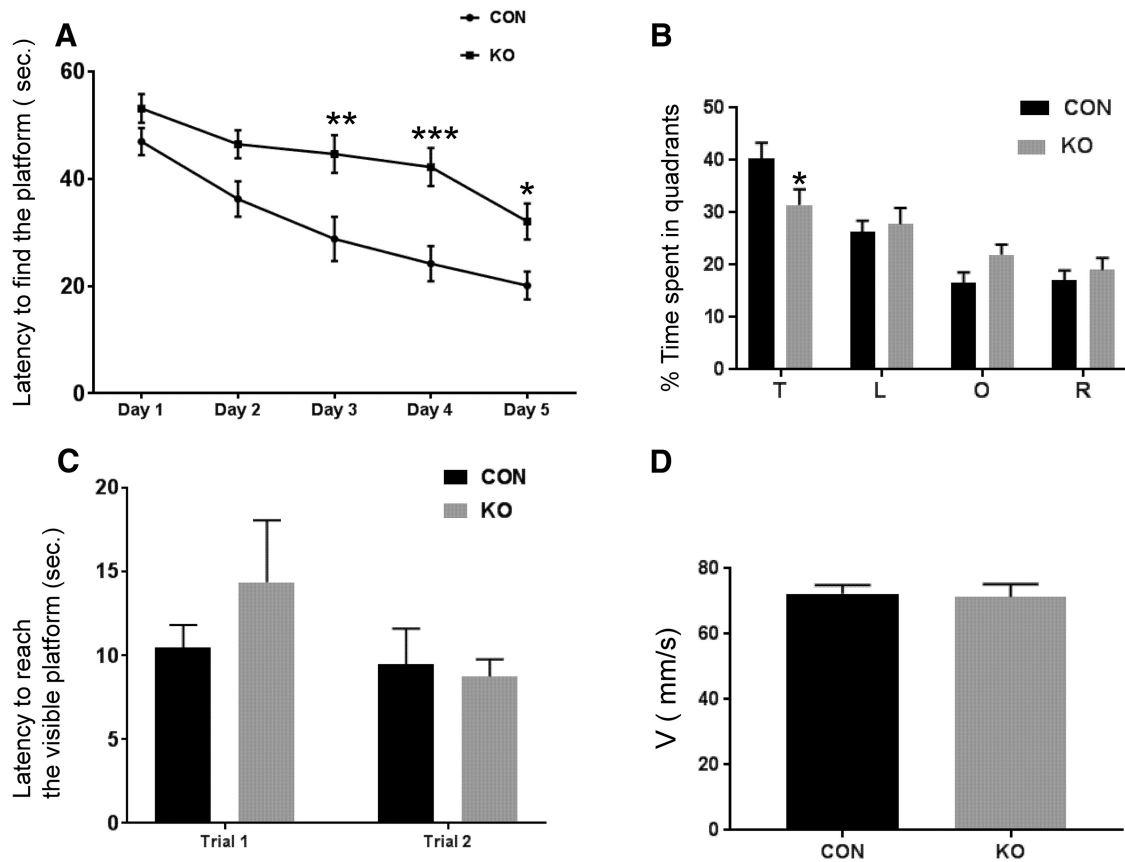 A
CON
KO
Latency to find the platform ( sec.)
60
40
20
0
**
***
*
Day 1 Day 2 Day 3 Day 4 Day 5
B
CON
KO
% Time spent in quadrants
50
40
30
20
10
0
*
T L O R
C
CON
KO
Latency to reach
the visible platform (sec.)
20
15
10
5
0
Trial 1 Trial 2
D
V ( mm/s)
80
60
40
20
0
CON KO